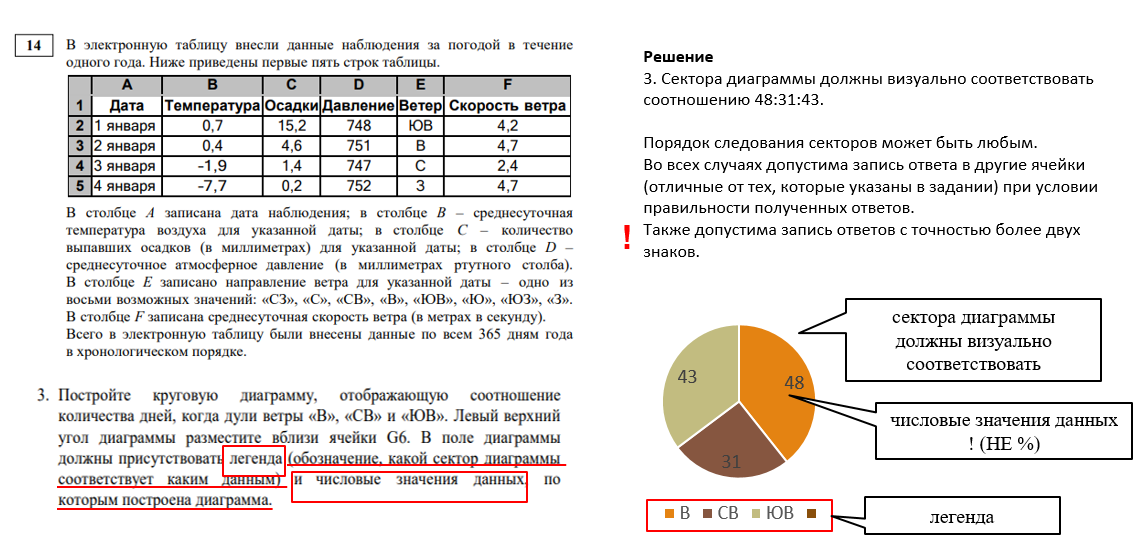 14
В электронную таблицу внесли данные наблюдения за погодой в течение
одного года. Ниже приведены первые пять строк таблицы.
A B C D E F
1 Дата Температура Осадки Давление Ветер Скорость ветра
2 1 января 0,7 15,2 748 ЮВ 4,2
3 2 января 0,4 4,6 751 В 4,7
4 3 января –1,9 1,4 747 С 2,4
5 4 января –7,7 0,2 752 З 4,7
В столбце A записана дата наблюдения; в столбце B – среднесуточная
температура воздуха для указанной даты; в столбце C – количество
выпавших осадков (в миллиметрах) для указанной даты; в столбце D –
среднесуточное атмосферное давление (в миллиметрах ртутного столба).
В столбце E записано направление ветра для указанной даты – одно из
восьми возможных значений: «СЗ», «С», «СВ», «В», «ЮВ», «Ю», «ЮЗ», «З».
В столбце F записана среднесуточная скорость ветра (в метрах в секунду).
Всего в электронную таблицу были внесены данные по всем 365 дням года
в хронологическом порядке.
3. Постройте круговую диаграмму, отображающую соотношение
количества дней, когда дули ветры «В», «СВ» и «ЮВ». Левый верхний
угол диаграммы разместите вблизи ячейки G6. В поле диаграммы
должны присутствовать легенда (обозначение, какой сектор диаграммы
соответствует каким данным) и числовые значения данных, по
которым построена диаграмма.
Решение
3. Сектора диаграммы должны визуально соответствовать
соотношению 48:31:43.
Порядок следования секторов может быть любым.
Во всех случаях допустима запись ответа в другие ячейки
(отличные от тех, которые указаны в задании) при условии
правильности полученных ответов.
! Также допустима запись ответов с точностью более двух
знаков.
сектора диаграммы
должны визуально
соответствовать
43
48
31
числовые значения данных
! (НЕ %)
В СВ ЮВ
легенда